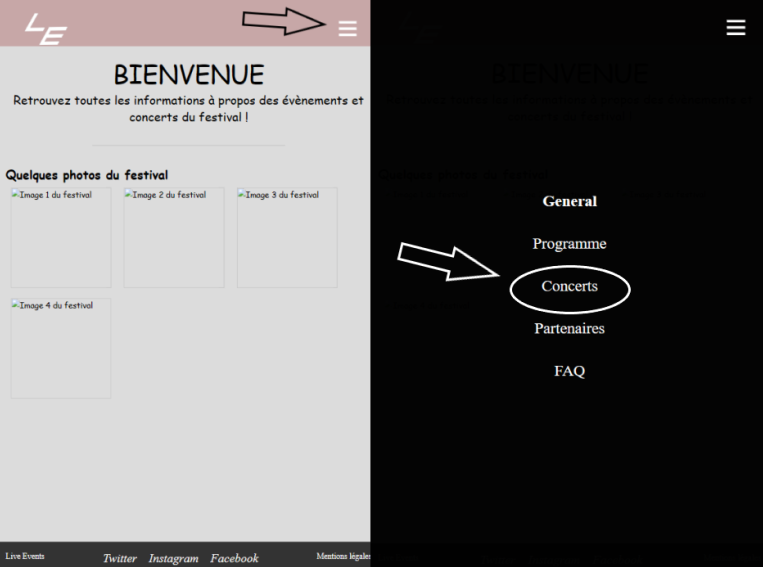 LE
BIENVENUE
Retrouvez toutes les informations à propos des évènements et
concerts du festival !
Quelques photos du festival
Image 1 du festival
Image 2 du festival
Image 3 du festival
Image 4 du festival
Live Events
Twitter Instagram Facebook
Mentions légales
BIENVENUE
General
Programme
Concerts
Partenaires
FAQ